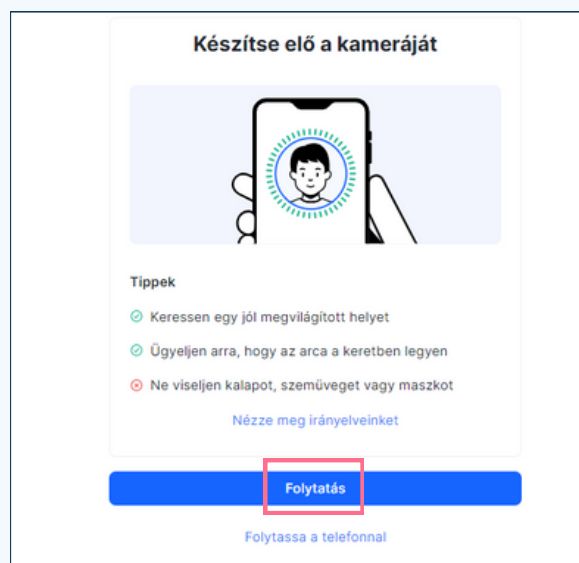 Készítse elő a kameráját
Tippek
Keressen egy jól megvilágított helyet
Ügyeljen arra, hogy az arca a keretben legyen
Ne viseljen kalapot, szemüveget vagy maszkot
Nézze meg irányelveinket
Folytatás
Folytassa a telefonnal